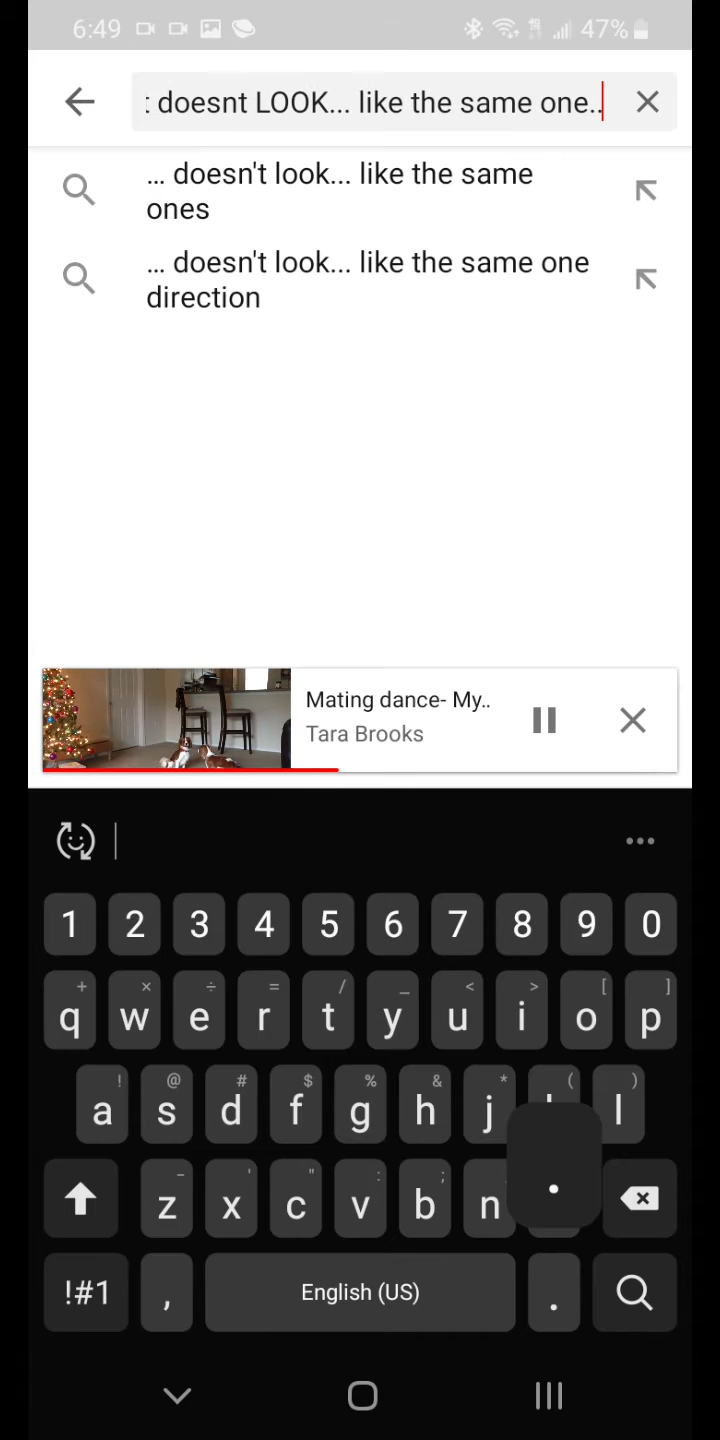 6:49 47%
: doesnt LOOK... like the same one..
... doesn't look... like the same
ones
... doesn't look... like the same one
direction
Mating dance- My..
Tara Brooks
1 2 3 4 5 6 7 8 9 0
+ × ÷ = / _ < > [ ]
q w e r t y u i o p
! @ # $ % & * ( )
a s d f g h j l
- ' " : ;
z x c v b n .
!#1 , English (US) .